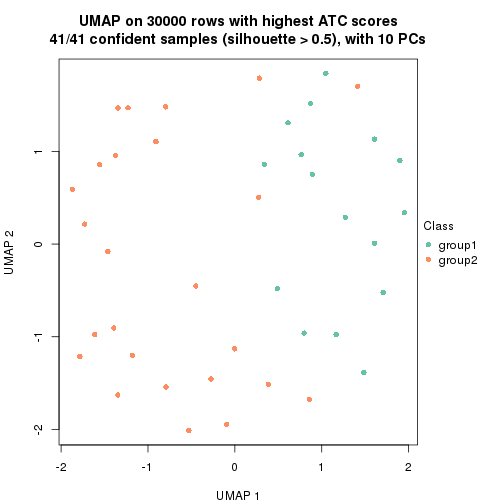 UMAP on 30000 rows with highest ATC scores
41/41 confident samples (silhouette > 0.5), with 10 PCs
1
0
-1
-2
UMAP 2
-2 -1 0 1 2
UMAP 1
Class
group1
group2